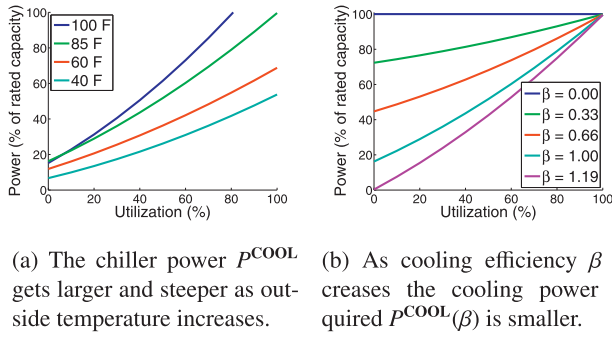 Power (% of rated capacity)
100
80
60
40
20
0
0 20 40 60 80 100
Utilization (%)
100 F
85 F
60 F
40 F
Power (% of rated capacity)
100
80
60
40
20
0
0 20 40 60 80 100
Utilization (%)
β = 0.00
β = 0.33
β = 0.66
β = 1.00
β = 1.19
(a) The chiller power P^COOL
gets larger and steeper as out-
side temperature increases.
(b) As cooling efficiency β
creases the cooling power
quired P^COOL(β) is smaller.